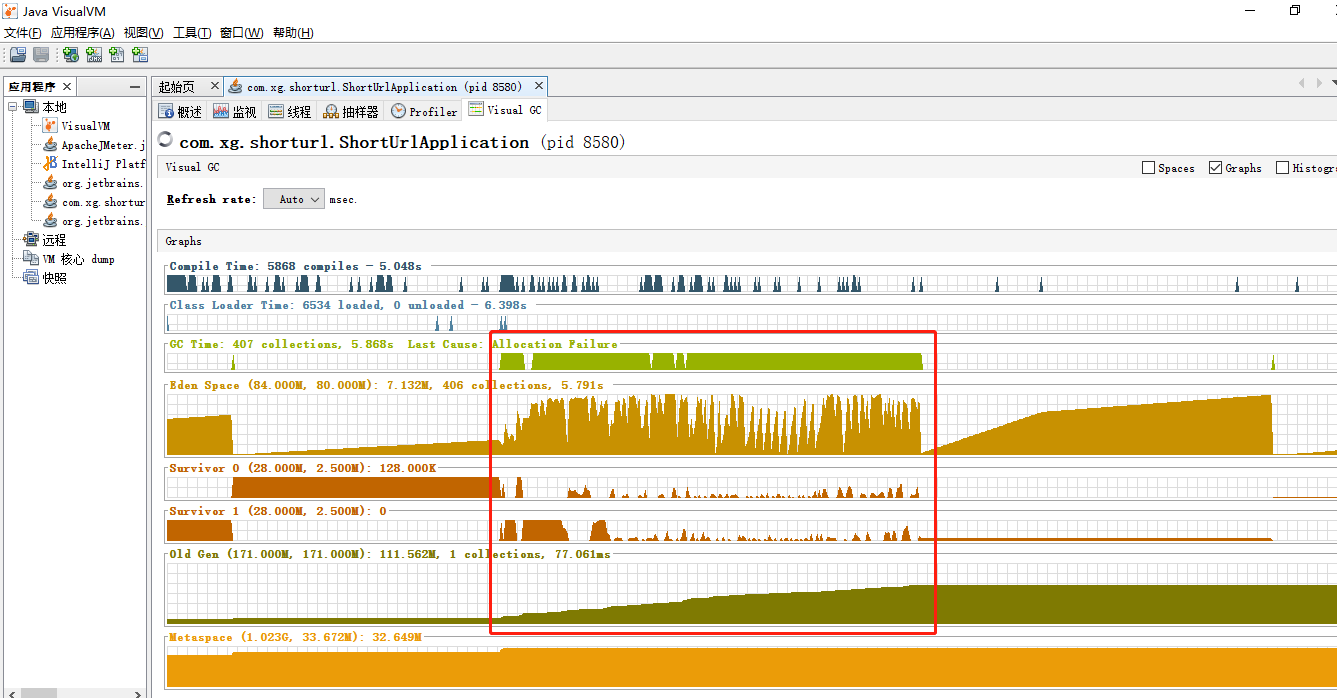 Java VisualVM
文件(F) 应用程序(A) 视图(V) 工具(T) 窗口(W) 帮助(H)
应用程序
本地
VisualVM
ApacheJMeter.j
IntelliJ Platf
org.jetbrains.
com.xg.shortur
org.jetbrains.
远程
VM 核心 dump
快照
起始页 com.xg.shorturl.ShortUrlApplication (pid 8580)
概述 监视 线程 抽样器 Profiler Visual GC
com.xg.shorturl.ShortUrlApplication (pid 8580)
Visual GC Spaces Graphs Histogr
Refresh rate: Auto msec.
Graphs
Compile Time: 5868 compiles - 5.048s
Class Loader Time: 6534 loaded, 0 unloaded - 6.398s
GC Time: 407 collections, 5.868s Last Cause: Allocation Failure
Eden Space (84.000M, 80.000M): 7.132M, 406 collections, 5.791s
Survivor 0 (28.000M, 2.500M): 128.000K
Survivor 1 (28.000M, 2.500M): 0
Old Gen (171.000M, 171.000M): 111.562M, 1 collections, 77.061ms
Metaspace (1.023G, 33.672M): 32.649M